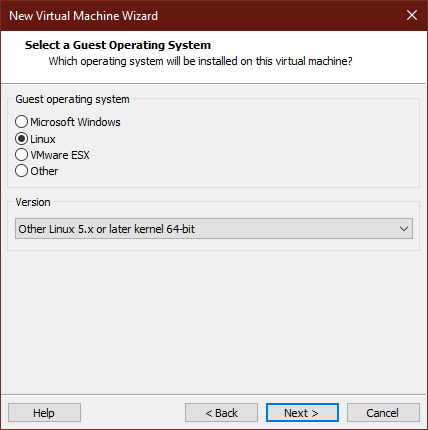 New Virtual Machine Wizard
Select a Guest Operating System
Which operating system will be installed on this virtual machine?
Guest operating system
Microsoft Windows
Linux
VMware ESX
Other
Version
Other Linux 5.x or later kernel 64-bit
Help
< Back
Next >
Cancel